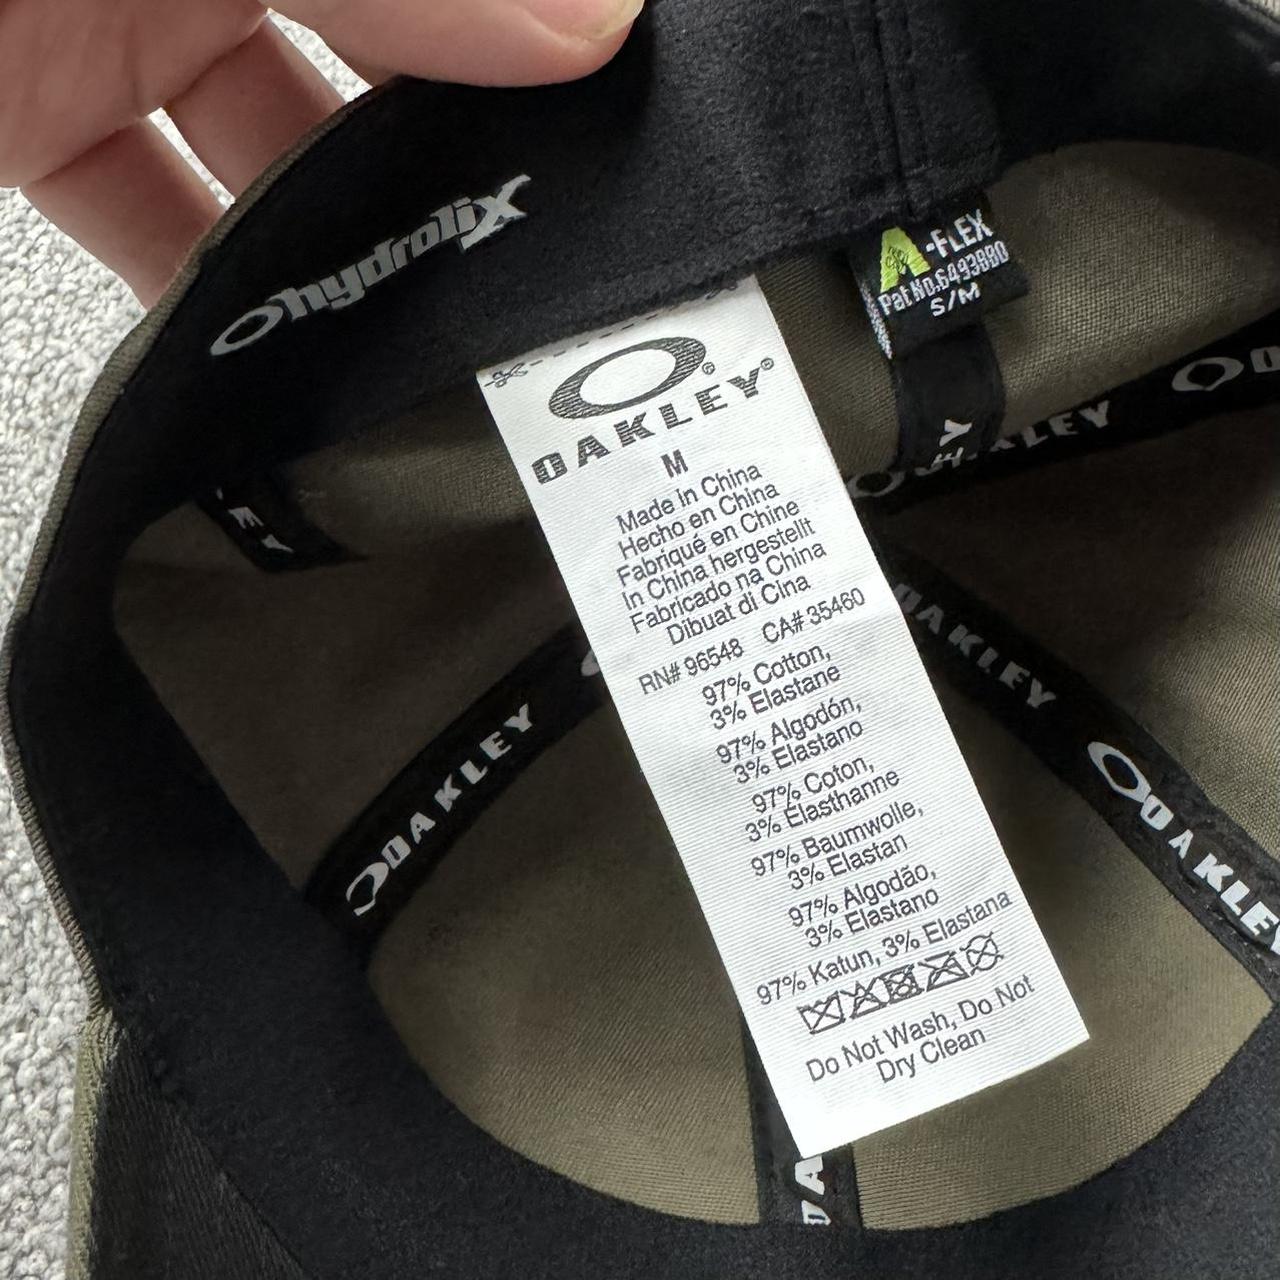 hydrolix
A-FLEX
Pat No.6493880
S/M
OAKLEY
M
Made In China
Hecho en China
Fabriqué en Chine
In China hergestellt
Fabricado na China
Dibuat di Cina
RN# 96548 CA# 35460
97% Cotton,
3% Elastane
97% Algodón,
3% Elastano
97% Coton,
3% Élasthanne
97% Baumwolle,
3% Elastan
97% Algodão,
3% Elastano
97% Katun, 3% Elastana
Do Not Wash, Do Not
Dry Clean
OAKLEY
OAKLEY
OAKLEY